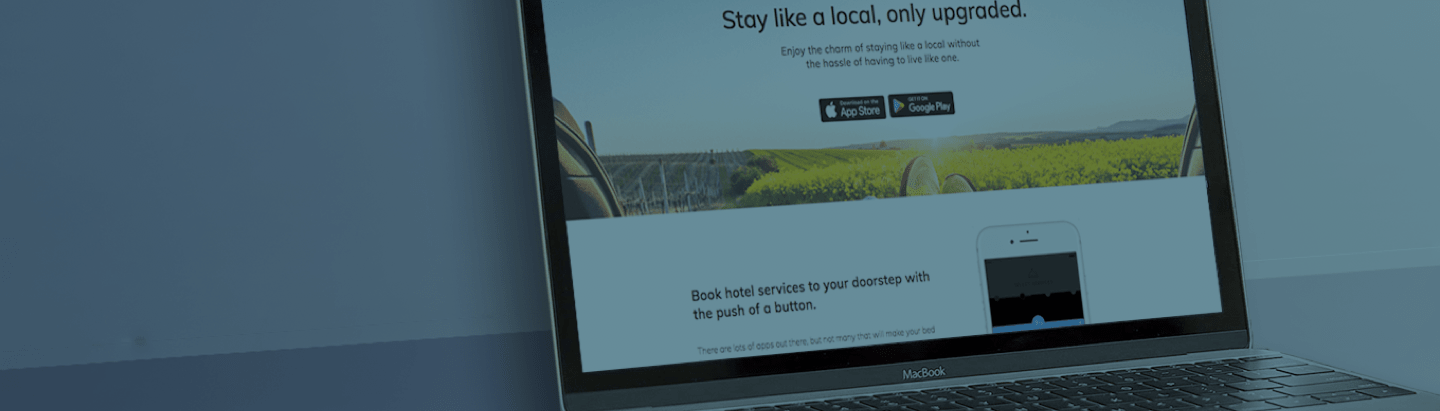 Stay like a local, only upgraded.
Enjoy the charm of staying like a local without
the hassle of having to live like one.
Download on the
App Store
GET IT ON
Google Play
Book hotel services to your doorstep with
the push of a button.
There are lots of apps out there, but not many that will make your bed
MacBook